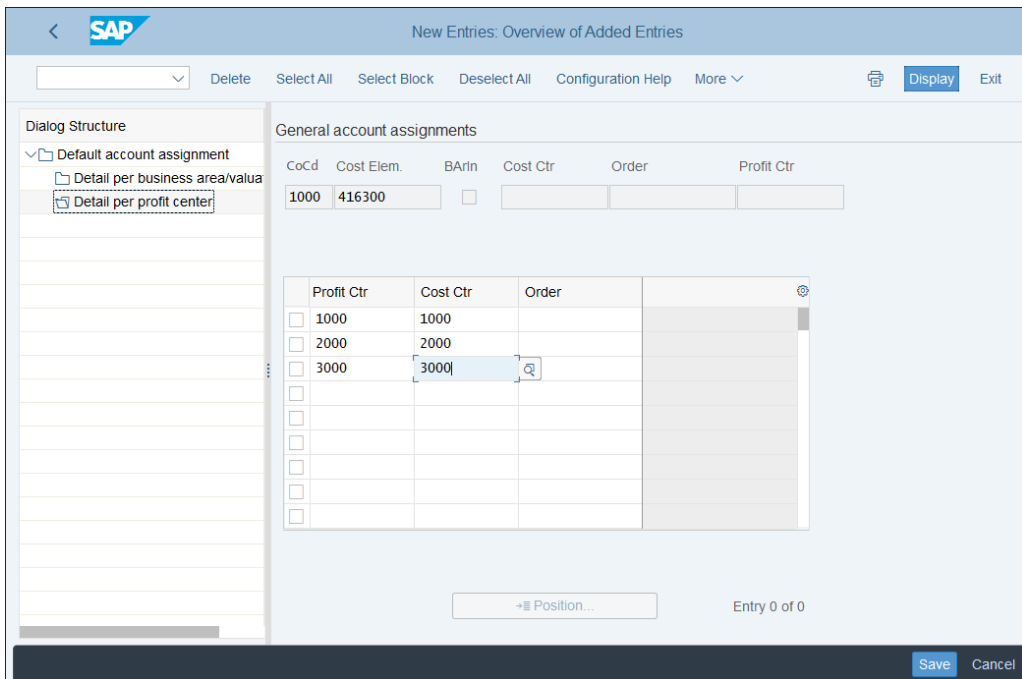 SAP New Entries: Overview of Added Entries
Delete Select All Select Block Deselect All Configuration Help More Display Exit
Dialog Structure
Default account assignment
Detail per business area/valua
Detail per profit center
General account assignments
CoCd Cost Elem. BArIn Cost Ctr Order Profit Ctr
1000 416300
Profit Ctr Cost Ctr Order
1000 1000
2000 2000
3000 3000
Position... Entry 0 of 0
Save Cancel